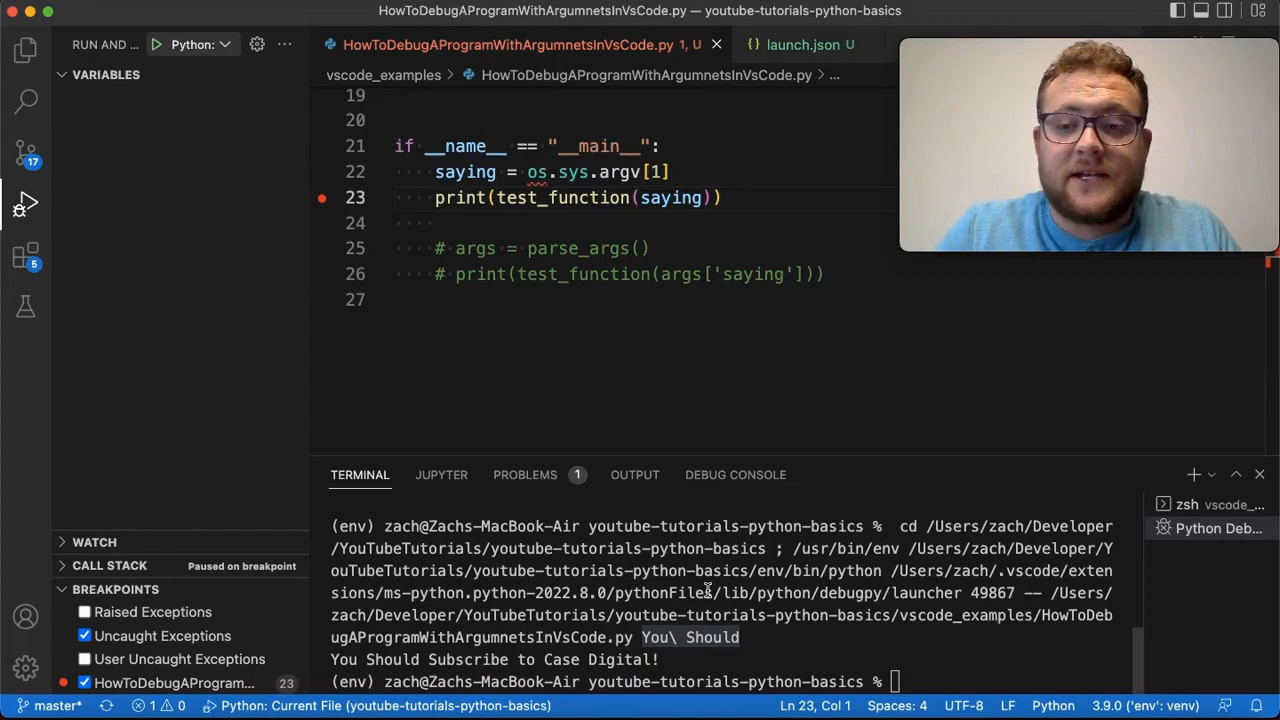 HowToDebugAProgramWithArgumnetsInVsCode.py — youtube-tutorials-python-basics
RUN AND ... Python: ...
HowToDebugAProgramWithArgumnetsInVsCode.py 1, U
{} launch.json U
VARIABLES
vscode_examples > HowToDebugAProgramWithArgumnetsInVsCode.py > ...
19
20
21 if __name__ == "__main__":
22 saying = os.sys.argv[1]
23 print(test_function(saying))
24
25 # args = parse_args()
26 # print(test_function(args['saying']))
27
17
5
TERMINAL JUPYTER PROBLEMS 1 OUTPUT DEBUG CONSOLE
zsh vscode_...
Python Deb...
(env) zach@Zachs-MacBook-Air youtube-tutorials-python-basics %  cd /Users/zach/Developer
/YouTubeTutorials/youtube-tutorials-python-basics ; /usr/bin/env /Users/zach/Developer/Y
ouTubeTutorials/youtube-tutorials-python-basics/env/bin/python /Users/zach/.vscode/exten
sions/ms-python.python-2022.8.0/pythonFiles/lib/python/debugpy/launcher 49867 -- /Users/
zach/Developer/YouTubeTutorials/youtube-tutorials-python-basics/vscode_examples/HowToDe
bugAProgramWithArgumnetsInVsCode.py You\ Should
You Should Subscribe to Case Digital!
(env) zach@Zachs-MacBook-Air youtube-tutorials-python-basics %
WATCH
CALL STACK Paused on breakpoint
BREAKPOINTS
Raised Exceptions
Uncaught Exceptions
User Uncaught Exceptions
HowToDebugAProgram... 23
master* 1 0 Python: Current File (youtube-tutorials-python-basics) Ln 23, Col 1 Spaces: 4 UTF-8 LF Python 3.9.0 ('env': venv)